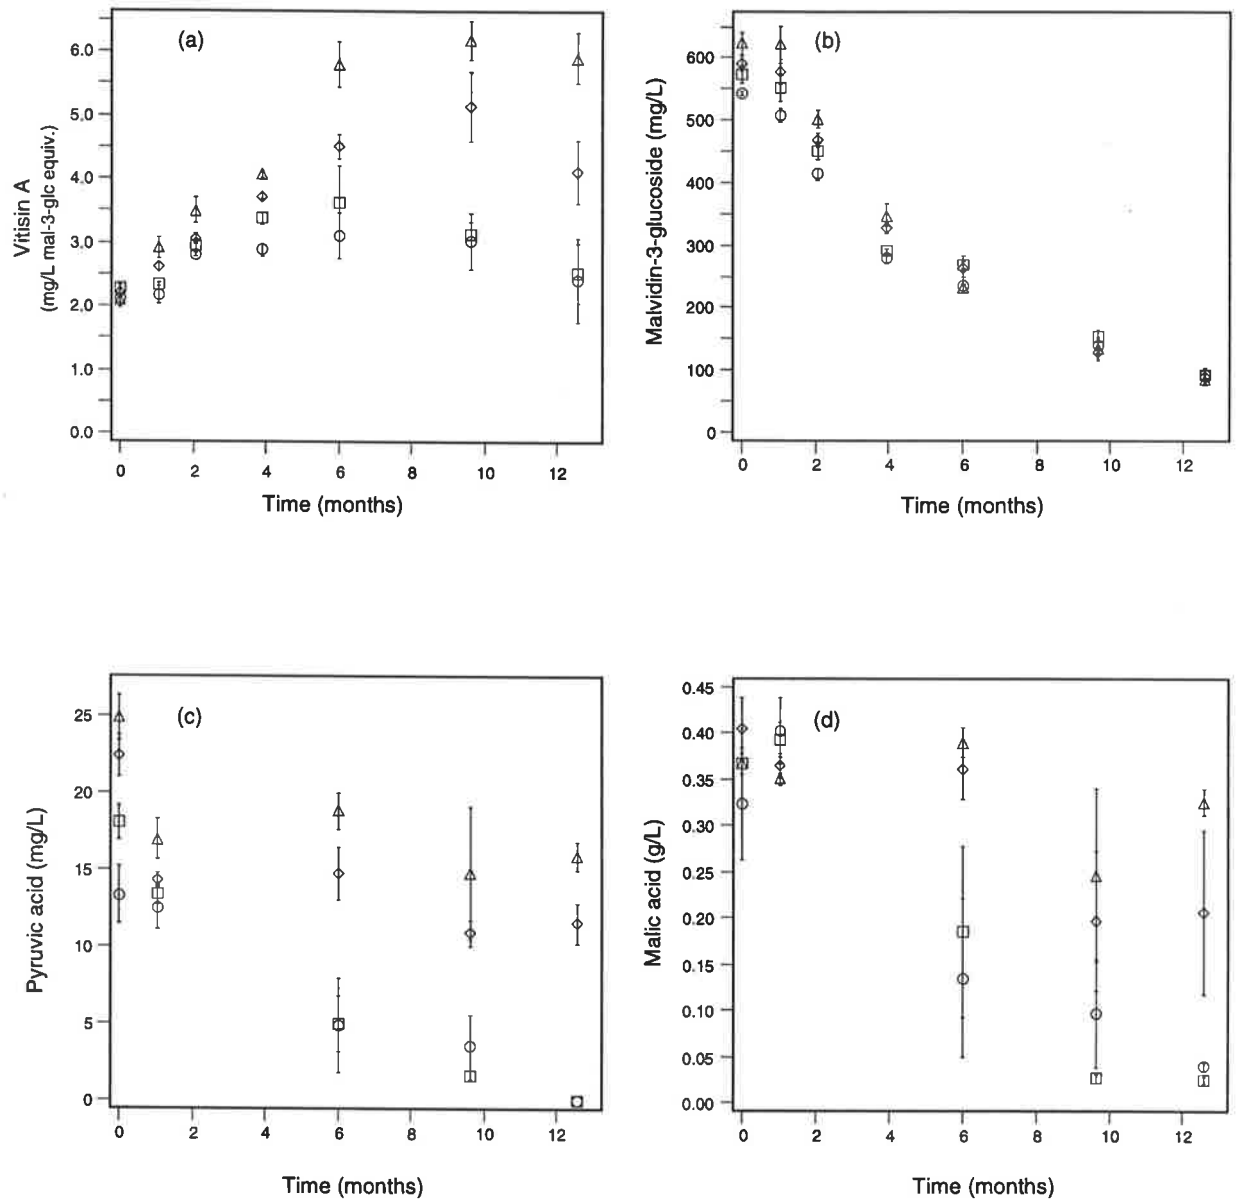 (a)
Vitisin A
(mg/L mal-3-glc equiv.)
6.0
5.0
4.0
3.0
2.0
1.0
0.0
0 2 4 6 8 10 12
Time (months)
(b)
Malvidin-3-glucoside (mg/L)
600
500
400
300
200
100
0
0 2 4 6 8 10 12
Time (months)
(c)
Pyruvic acid (mg/L)
25
20
15
10
5
0
0 2 4 6 8 10 12
Time (months)
(d)
Malic acid (g/L)
0.45
0.40
0.35
0.30
0.25
0.20
0.15
0.10
0.05
0.00
0 2 4 6 8 10 12
Time (months)